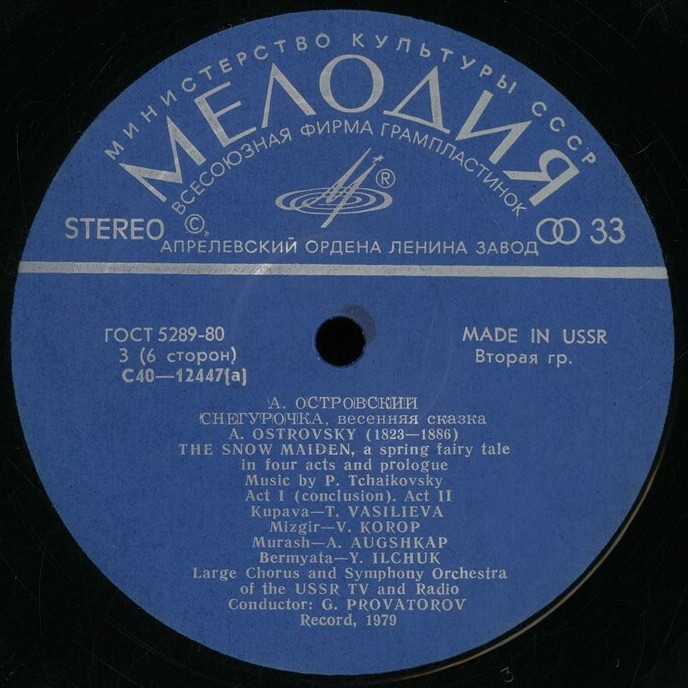 МИНИСТЕРСТВО КУЛЬТУРЫ СССР
МЕЛОДИЯ
ВСЕСОЮЗНАЯ ФИРМА ГРАМПЛАСТИНОК
®
STEREO © 33
АПРЕЛЕВСКИЙ ОРДЕНА ЛЕНИНА ЗАВОД
ГОСТ 5289-80
3 (6 сторон)
С40—12447(а)
MADE IN USSR
Вторая гр.
А. ОСТРОВСКИЙ
СНЕГУРОЧКА, весенняя сказка
A. OSTROVSKY (1823—1886)
THE SNOW MAIDEN, a spring fairy tale
in four acts and prologue
Music by P. Tchaikovsky
Act I (conclusion). Act II
Kupava—T. VASILIEVA
Mizgir—V. KOROP
Murash—A. AUGSHKAP
Bermyata—Y. ILCHUK
Large Chorus and Symphony Orchestra
of the USSR TV and Radio
Conductor: G. PROVATOROV
Record, 1979
3